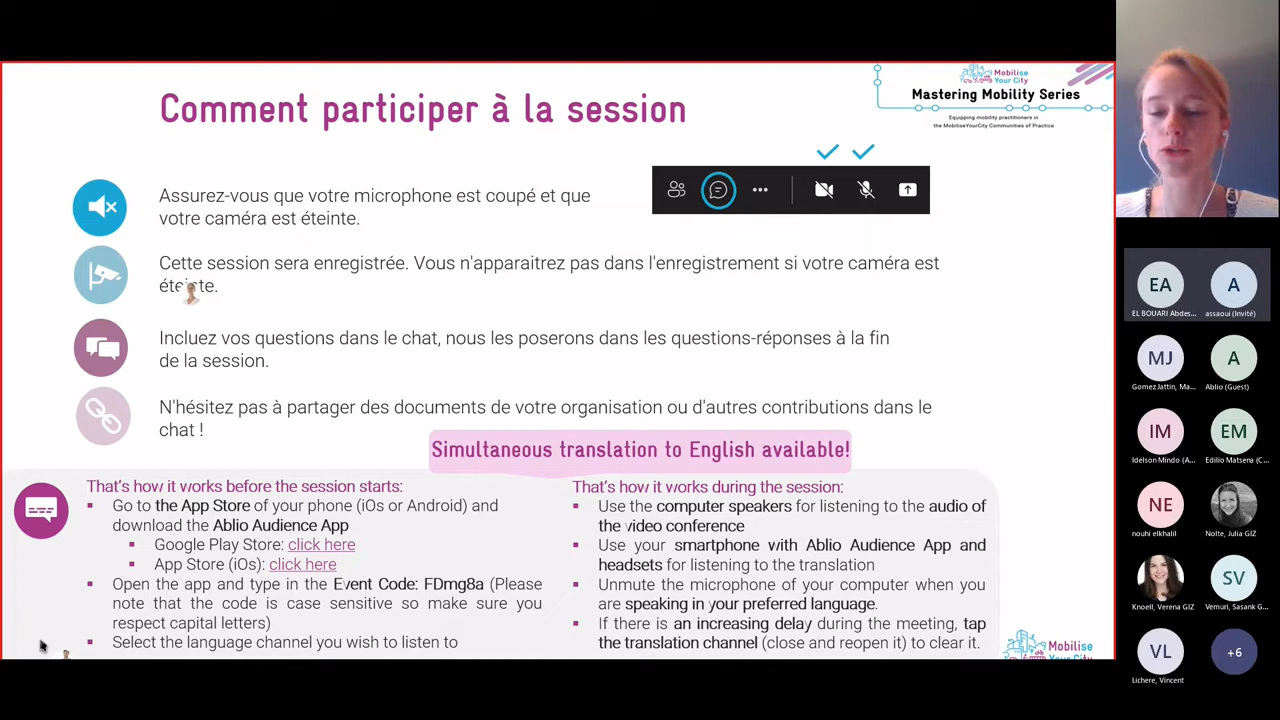 Comment participer à la session
Mobilise
Your City
Mastering Mobility Series
Equipping mobility practitioners in
the MobiliseYourCity Communities of Practice
Assurez-vous que votre microphone est coupé et que
votre caméra est éteinte.
Cette session sera enregistrée. Vous n'apparaitrez pas dans l'enregistrement si votre caméra est
éteinte.
Incluez vos questions dans le chat, nous les poserons dans les questions-réponses à la fin
de la session.
N'hésitez pas à partager des documents de votre organisation ou d'autres contributions dans le
chat !
Simultaneous translation to English available!
That's how it works before the session starts:
▪ Go to the App Store of your phone (iOs or Android) and
download the Ablio Audience App
▪ Google Play Store: click here
▪ App Store (iOs): click here
▪ Open the app and type in the Event Code: FDmg8a (Please
note that the code is case sensitive so make sure you
respect capital letters)
▪ Select the language channel you wish to listen to
That's how it works during the session:
▪ Use the computer speakers for listening to the audio of
the video conference
▪ Use your smartphone with Ablio Audience App and
headsets for listening to the translation
▪ Unmute the microphone of your computer when you
are speaking in your preferred language.
▪ If there is an increasing delay during the meeting, tap
the translation channel (close and reopen it) to clear it.
Mobilise
Your City
EA
EL BOUARI Abdes...
A
assaoui (Invité)
MJ
Gomez Jattin, Ma...
A
Ablio (Guest)
IM
Idelson Mindo (A...
EM
Edilio Matsena (C...
NE
nouhi elkhalil
Nolte, Julia GIZ
Knoell, Verena GIZ
SV
Vemuri, Sasank G...
VL
Lichere, Vincent
+6